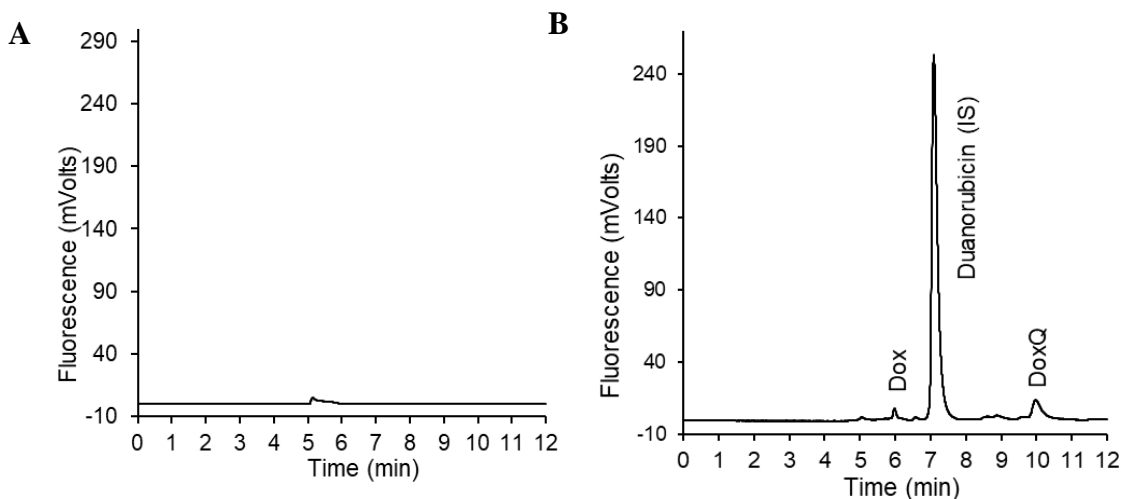 A
Fluorescence (mVolts)
290
240
190
140
90
40
-10
0 1 2 3 4 5 6 7 8 9 10 11 12
Time (min)
B
Fluorescence (mVolts)
240
190
140
90
40
-10
Dox
Duanorubicin (IS)
DoxQ
0 1 2 3 4 5 6 7 8 9 10 11 12
Time (min)